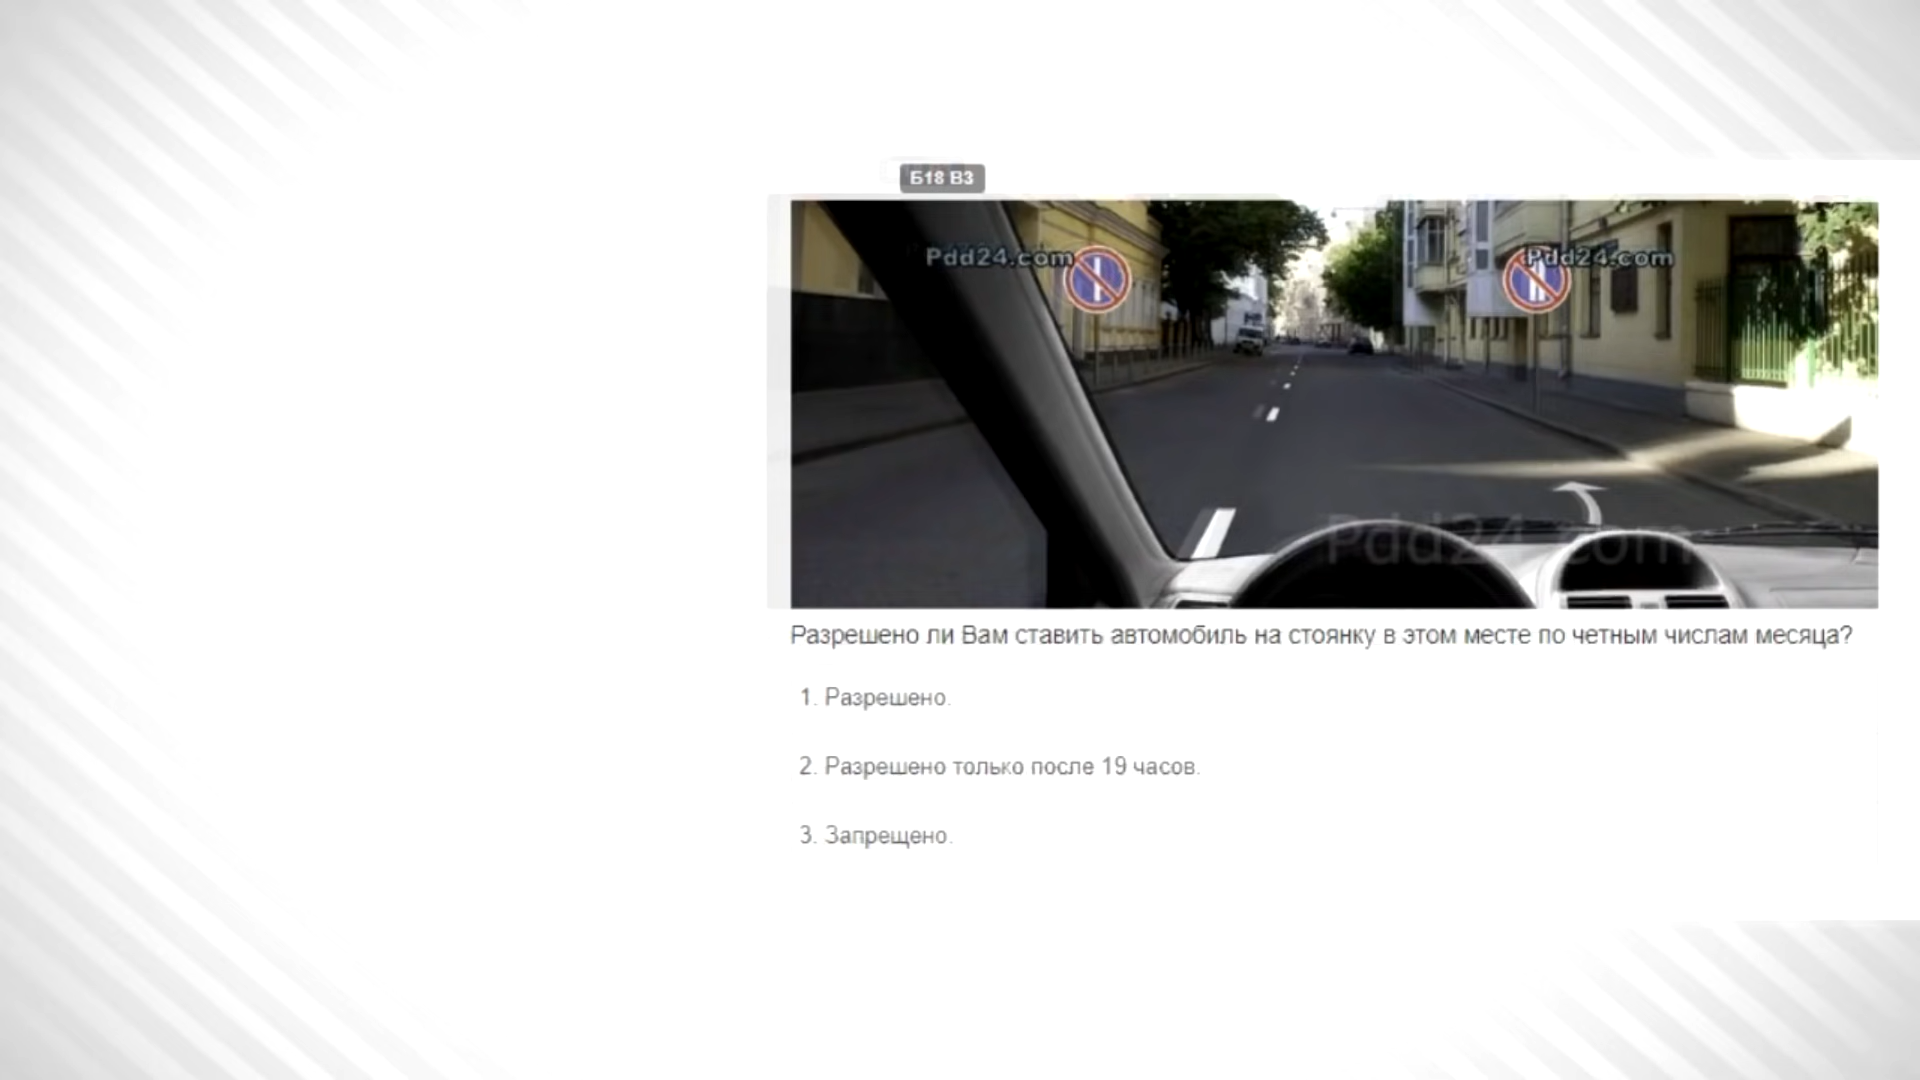 Б18 В3
Pdd24.com
Pdd24.com
Pdd24.com
Разрешено ли Вам ставить автомобиль на стоянку в этом месте по четным числам месяца?
1. Разрешено.
2. Разрешено только после 19 часов.
3. Запрещено.